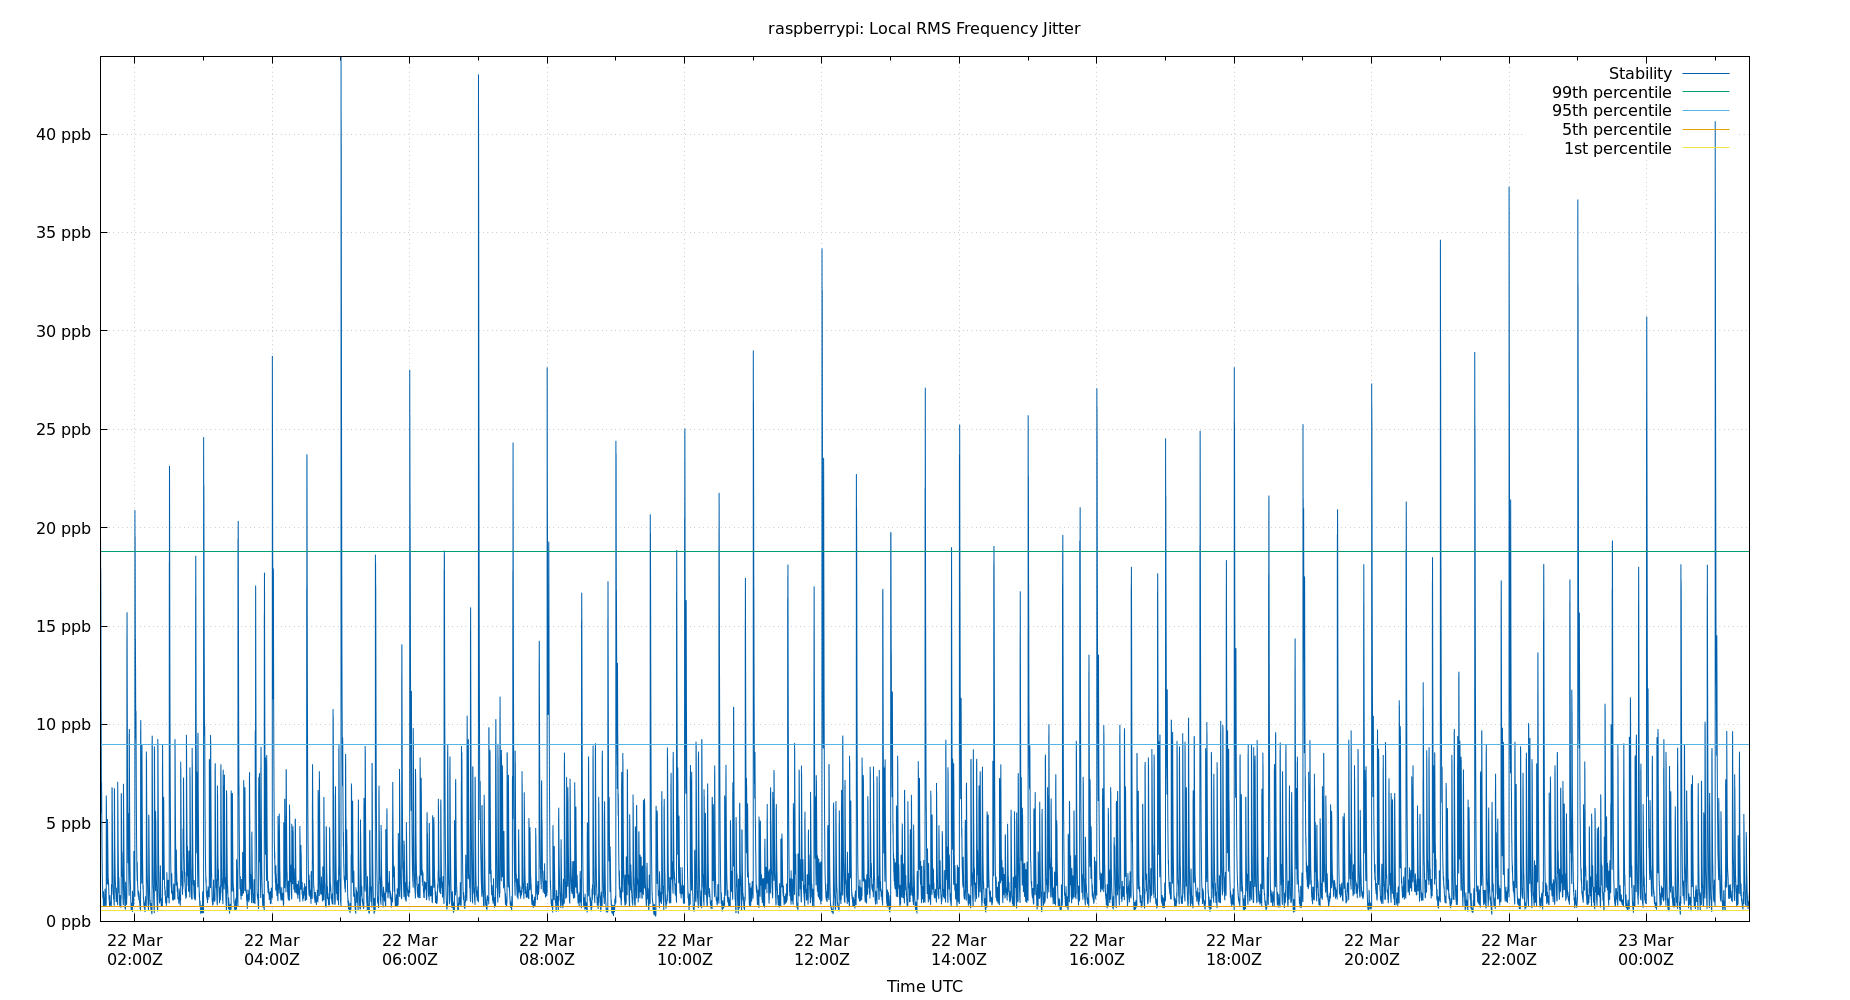 raspberrypi: Local RMS Frequency Jitter
Stability
99th percentile
95th percentile
5th percentile
1st percentile
40 ppb
35 ppb
30 ppb
25 ppb
20 ppb
15 ppb
10 ppb
5 ppb
0 ppb
22 Mar 22 Mar 22 Mar 22 Mar 22 Mar 22 Mar 22 Mar 22 Mar 22 Mar 22 Mar 22 Mar 23 Mar
02:00Z 04:00Z 06:00Z 08:00Z 10:00Z 12:00Z 14:00Z 16:00Z 18:00Z 20:00Z 22:00Z 00:00Z
Time UTC